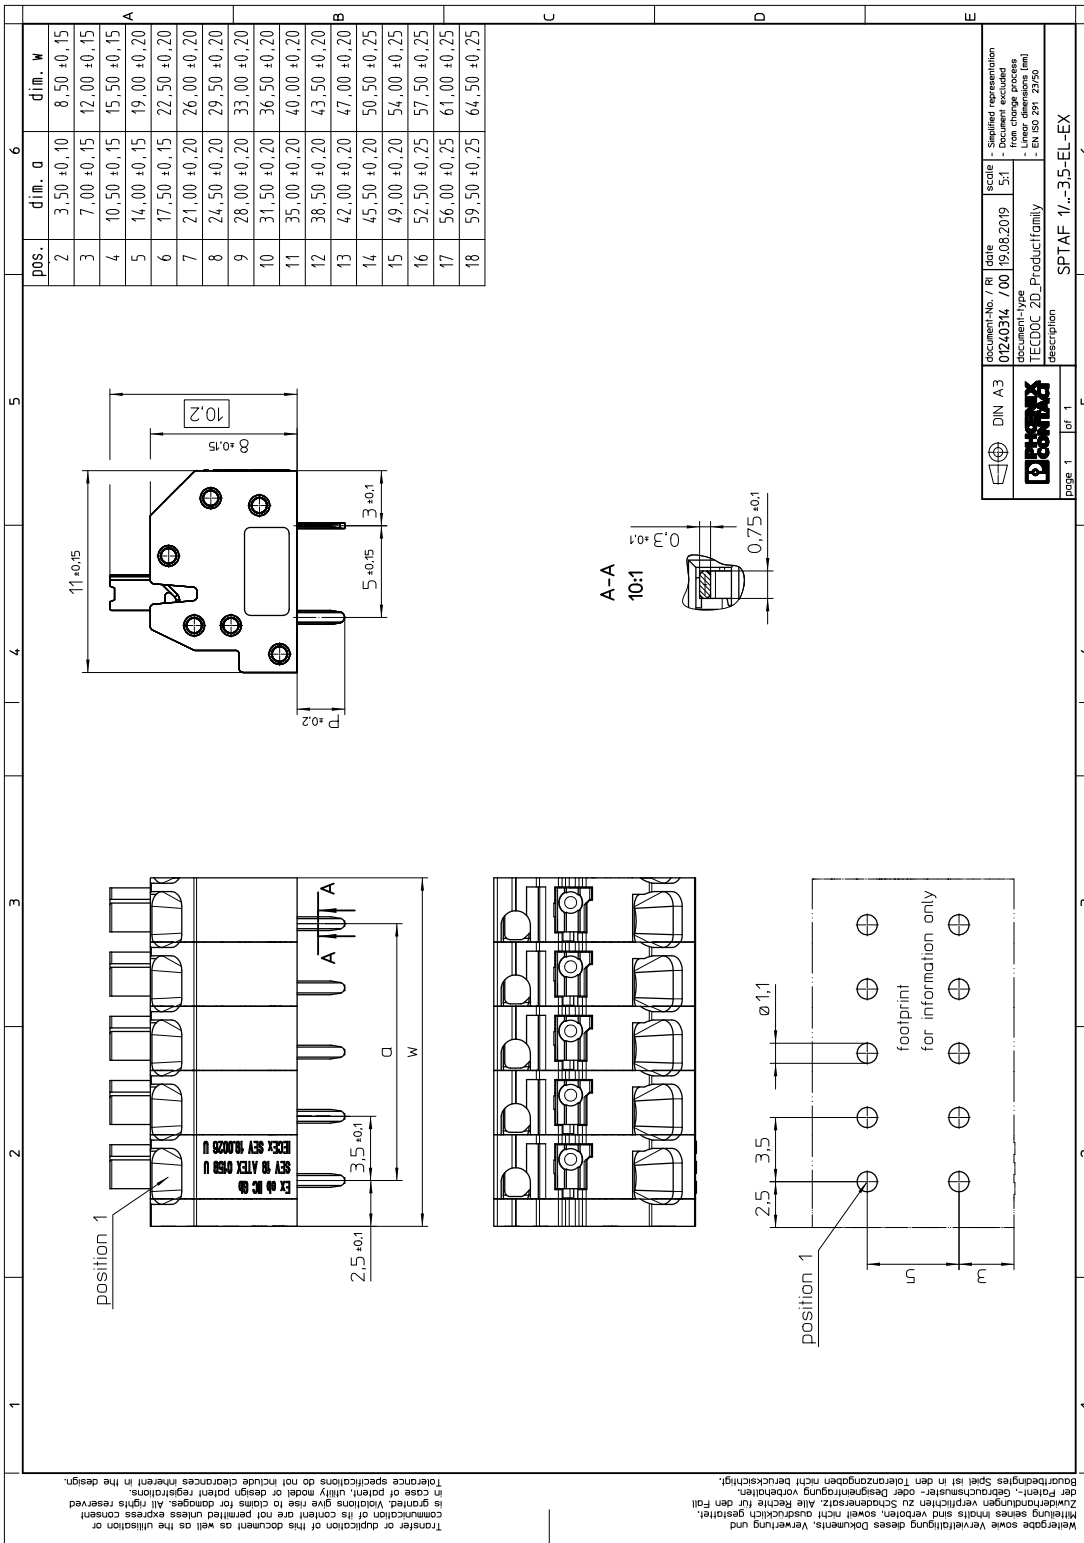 pos. dim. a dim. w
2 3,50 ±0,10 8,50 ±0,15
3 7,00 ±0,15 12,00 ±0,15
4 10,50 ±0,15 15,50 ±0,15
5 14,00 ±0,15 19,00 ±0,20
6 17,50 ±0,15 22,50 ±0,20
7 21,00 ±0,20 26,00 ±0,20
8 24,50 ±0,20 29,50 ±0,20
9 28,00 ±0,20 33,00 ±0,20
10 31,50 ±0,20 36,50 ±0,20
11 35,00 ±0,20 40,00 ±0,20
12 38,50 ±0,20 43,50 ±0,20
13 42,00 ±0,20 47,00 ±0,20
14 45,50 ±0,20 50,50 ±0,25
15 49,00 ±0,20 54,00 ±0,25
16 52,50 ±0,25 57,50 ±0,25
17 56,00 ±0,25 61,00 ±0,25
18 59,50 ±0,25 64,50 ±0,25
1 2 3 4 5 6
A
B
C
D
E
position 1
Ex eb IIC Gb
SEV 18 ATEX 0158 U
IECEx SEV 18.0026 U
A
A
2,5 ±0,1
3,5 ±0,1
a
w
11 ±0,15
8 ±0,15
10,2
P ±0,2
5 ±0,15
3 ±0,1
A-A
10:1
0,3 ±0,1
0,75 ±0,1
position 1
2,5
3,5
ø1,1
5
3
footprint
for information only
DIN A3
document-No. / RI
01240314 / 00
date
19.08.2019
scale
5:1
- Simplified representation
- Document excluded
from change process
- Linear dimensions [mm]
- EN ISO 291 23/50
PHOENIX
CONTACT
document-type
TECDOC 2D_Productfamily
page 1 of 1
description
SPTAF 1/..-3,5-EL-EX
Transfer or duplication of this document as well as the utilisation or
communication of its content are not permitted unless express consent
is granted. Violations give rise to claims for damages. All rights reserved
in case of patent, utility model or design patent registrations.
Tolerance specifications do not include clearances inherent in the design.
Weitergabe sowie Vervielfältigung dieses Dokuments, Verwertung und
Mitteilung seines Inhalts sind verboten, soweit nicht ausdrücklich gestattet.
Zuwiderhandlungen verpflichten zu Schadenersatz. Alle Rechte für den Fall
der Patent-, Gebrauchsmuster- oder Designeintragung vorbehalten.
Bauartbedingtes Spiel ist in den Toleranzangaben nicht berücksichtigt.